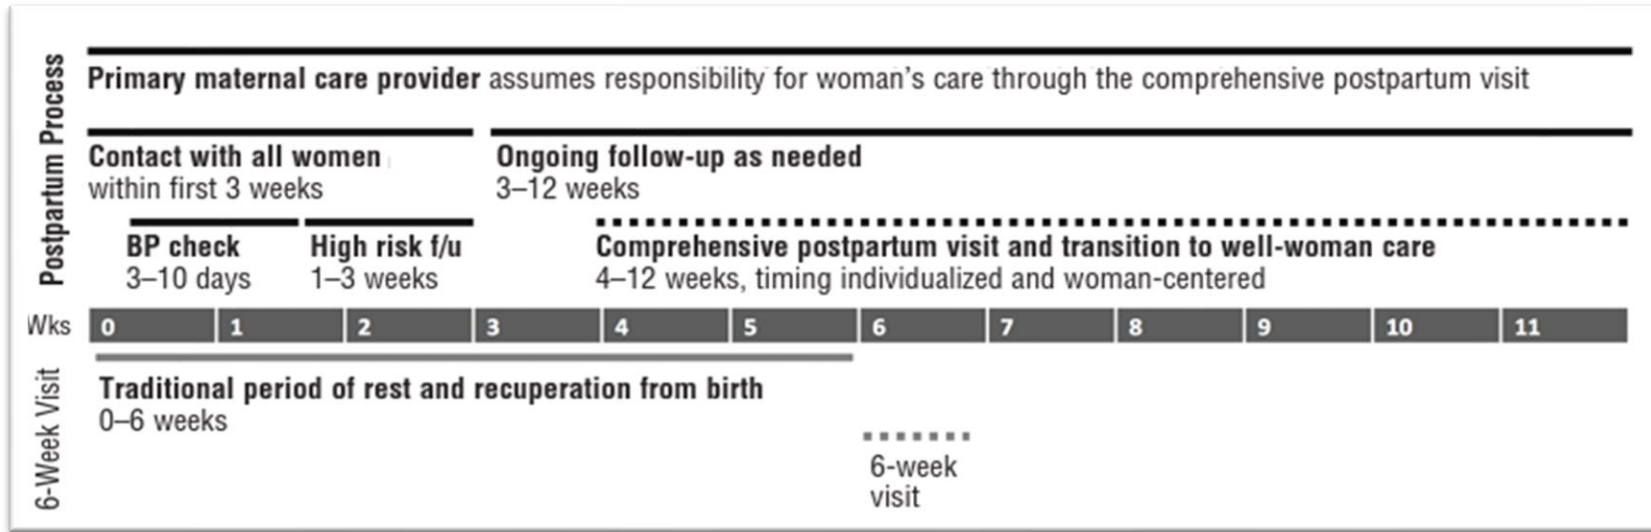 Postpartum Process
Primary maternal care provider assumes responsibility for woman's care through the comprehensive postpartum visit
Contact with all women
within first 3 weeks
Ongoing follow-up as needed
3–12 weeks
BP check
3–10 days
High risk f/u
1–3 weeks
Comprehensive postpartum visit and transition to well-woman care
4–12 weeks, timing individualized and woman-centered
Wks 0 1 2 3 4 5 6 7 8 9 10 11
6-Week Visit
Traditional period of rest and recuperation from birth
0–6 weeks
6-week
visit